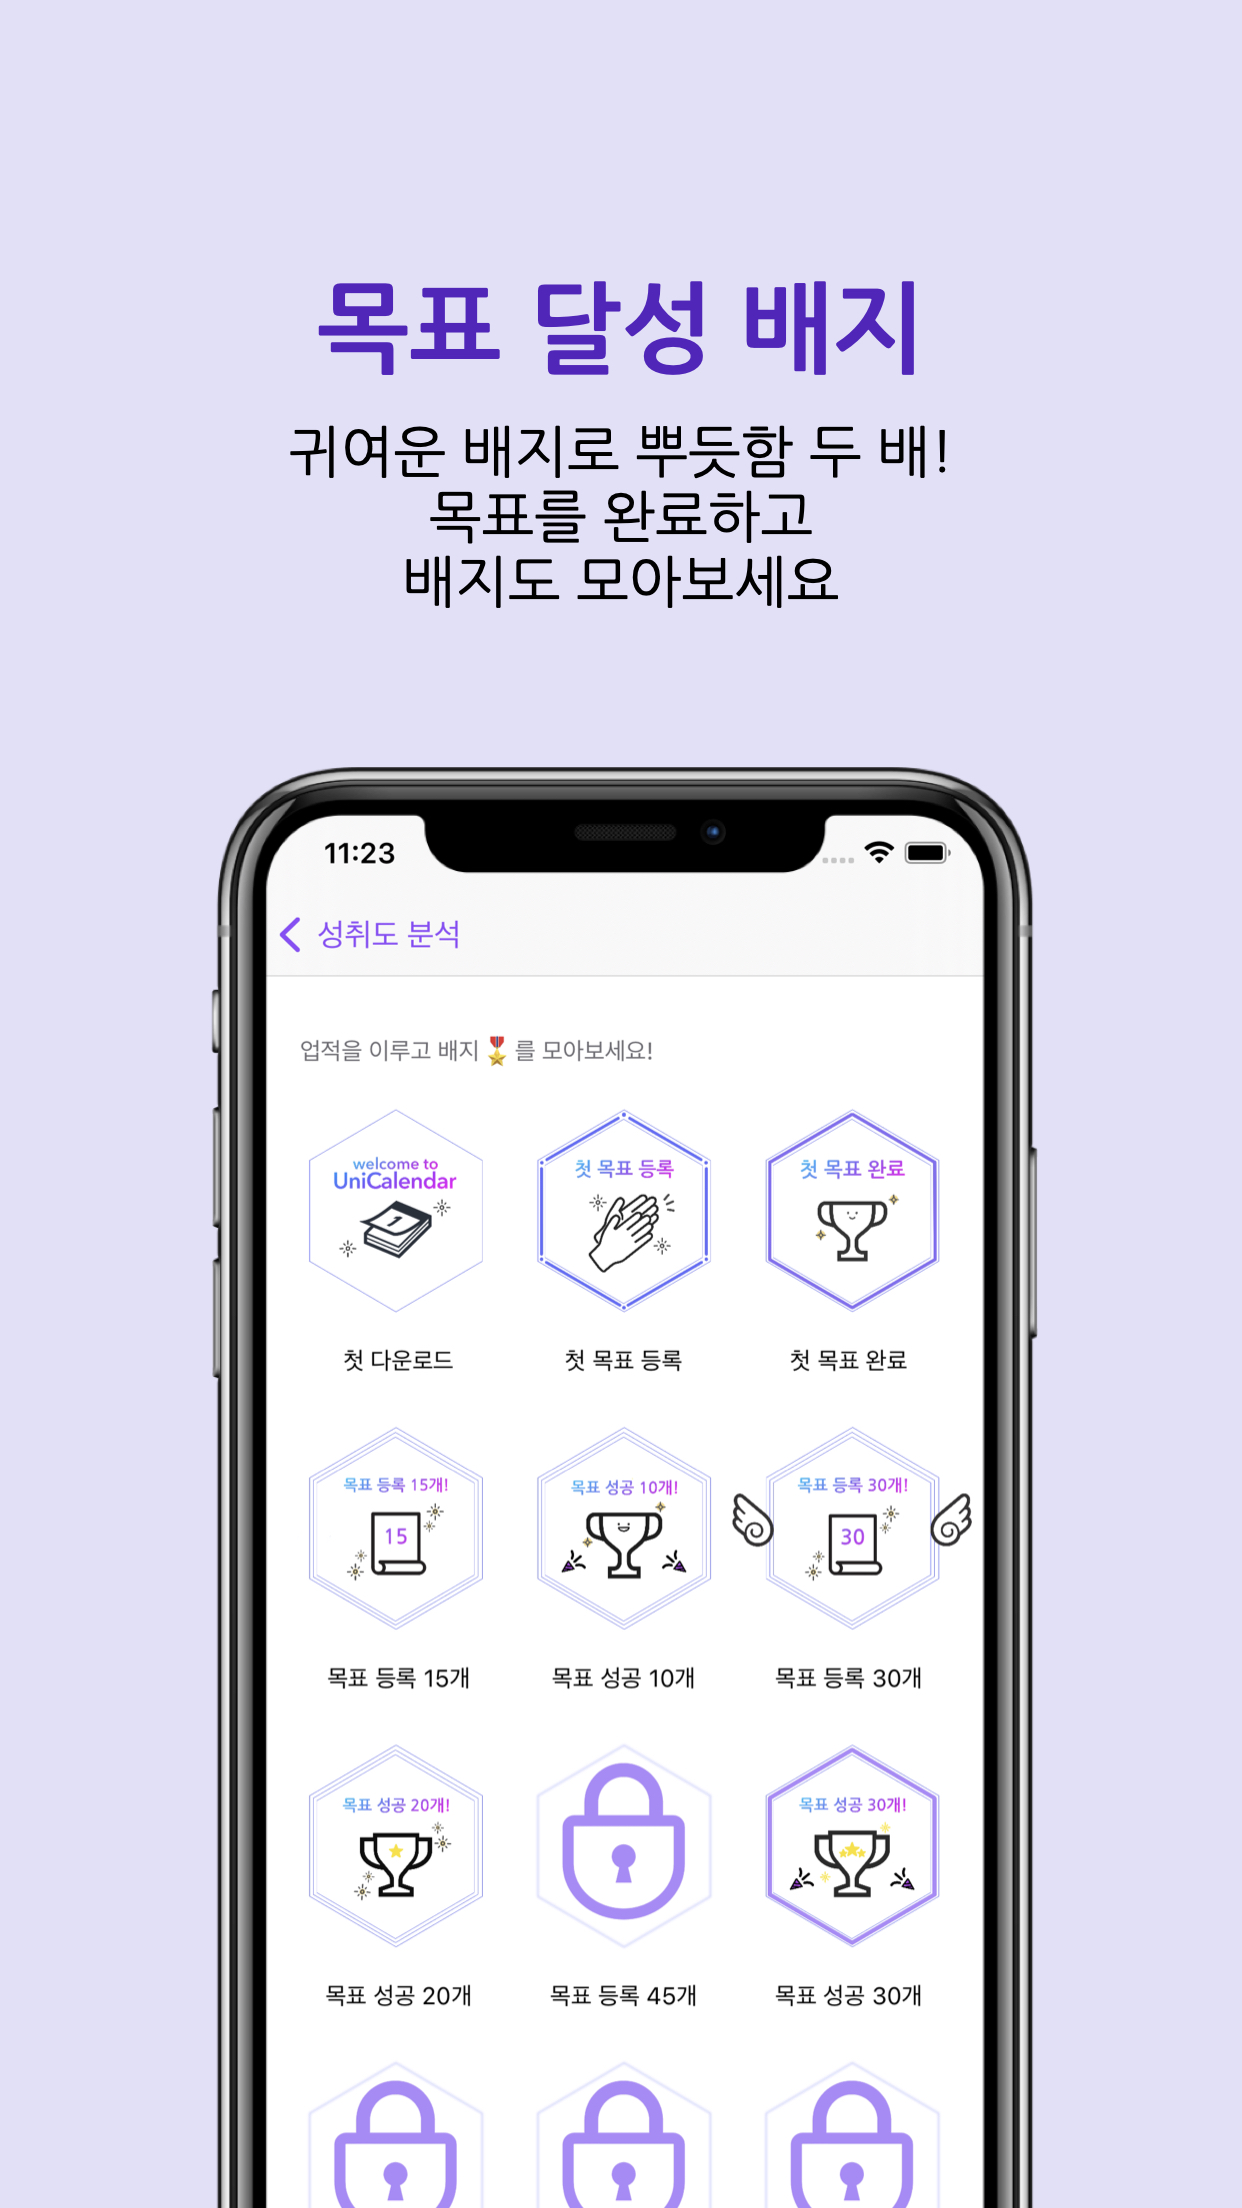 목표 달성 배지
귀여운 배지로 뿌듯함 두 배!
목표를 완료하고
배지도 모아보세요
11:23
성취도 분석
업적을 이루고 배지🎖를 모아보세요!
welcome to
UniCalendar
1
첫 목표 등록
첫 목표 완료
첫 다운로드
첫 목표 등록
첫 목표 완료
목표 등록 15개!
15
목표 성공 10개!
목표 등록 30개!
30
목표 등록 15개
목표 성공 10개
목표 등록 30개
목표 성공 20개!
목표 성공 30개!
목표 성공 20개
목표 등록 45개
목표 성공 30개